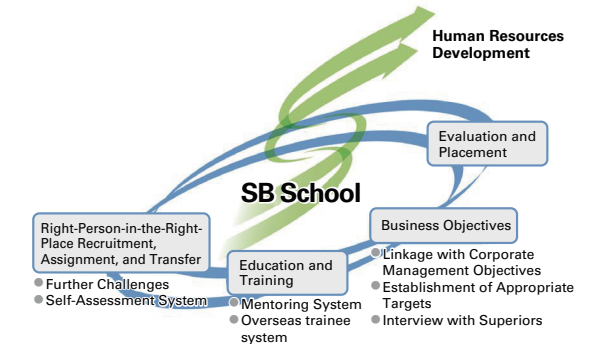 Human Resources
Development
Evaluation and
Placement
SB School
Right-Person-in-the-Right-
Place Recruitment,
Assignment, and Transfer
Further Challenges
Self-Assessment System
Education and
Training
Mentoring System
Overseas trainee
system
Business Objectives
Linkage with Corporate
Management Objectives
Establishment of Appropriate
Targets
Interview with Superiors